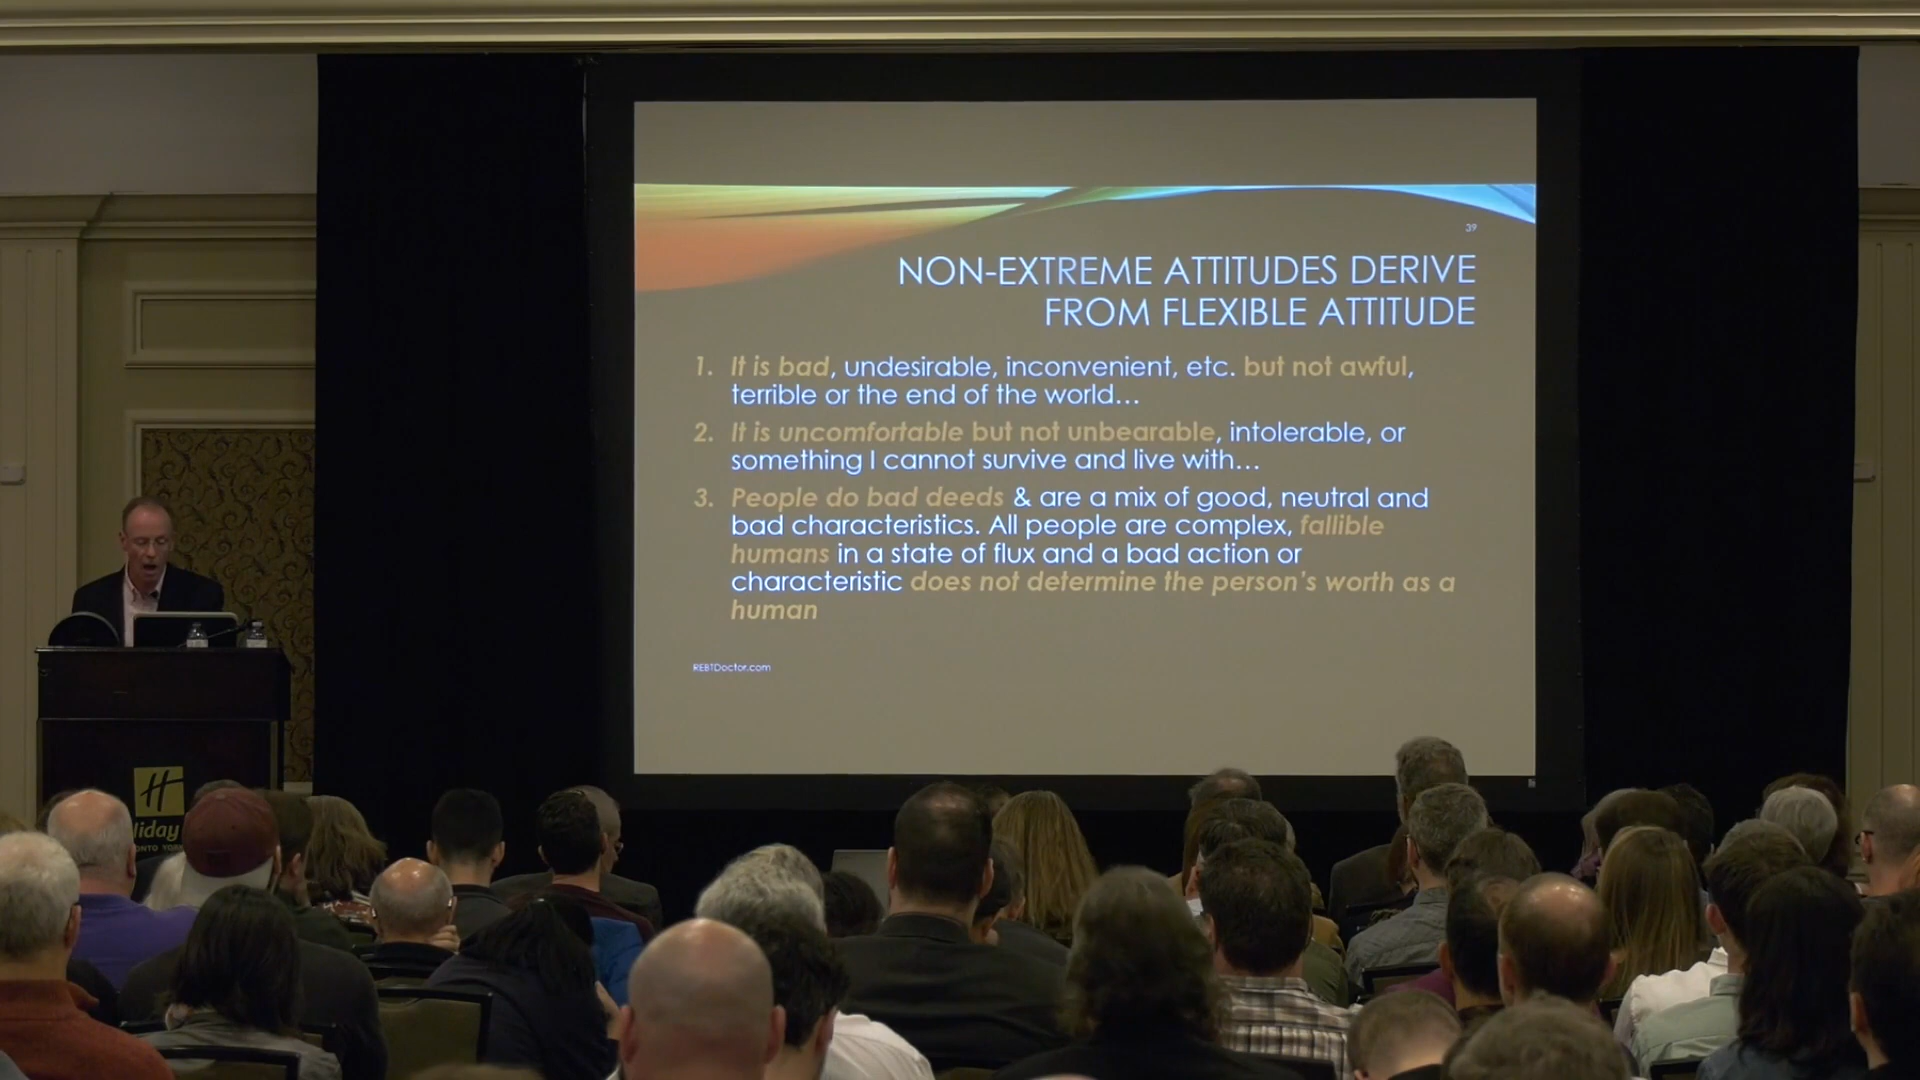 39
NON-EXTREME ATTITUDES DERIVE
FROM FLEXIBLE ATTITUDE
1. It is bad, undesirable, inconvenient, etc. but not awful,
terrible or the end of the world...
2. It is uncomfortable but not unbearable, intolerable, or
something I cannot survive and live with...
3. People do bad deeds & are a mix of good, neutral and
bad characteristics. All people are complex, fallible
humans in a state of flux and a bad action or
characteristic does not determine the person's worth as a
human
REBTDoctor.com
H
liday
ONTO YORK